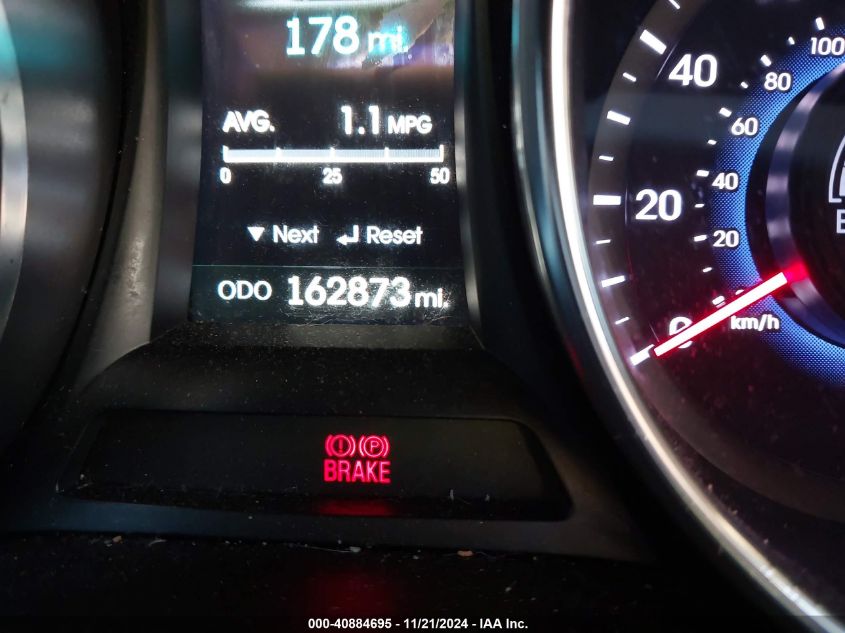 178 mi.
AVG. 1.1 MPG
0 25 50
▼ Next ↲ Reset
ODO 162873 mi.
BRAKE
100
80
40
60
40
20
20
0
km/h
(!) (P)
000-40884695 - 11/21/2024 - IAA Inc.